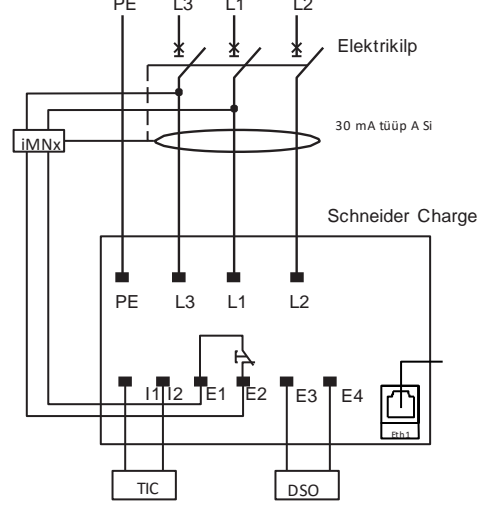 PE L3 L1 L2
Elektrikilp
30 mA tüüp A Si
iMNx
Schneider Charge
PE L3 L1 L2
I1 I2 E1 E2 E3 E4
Eth1
TIC DSO